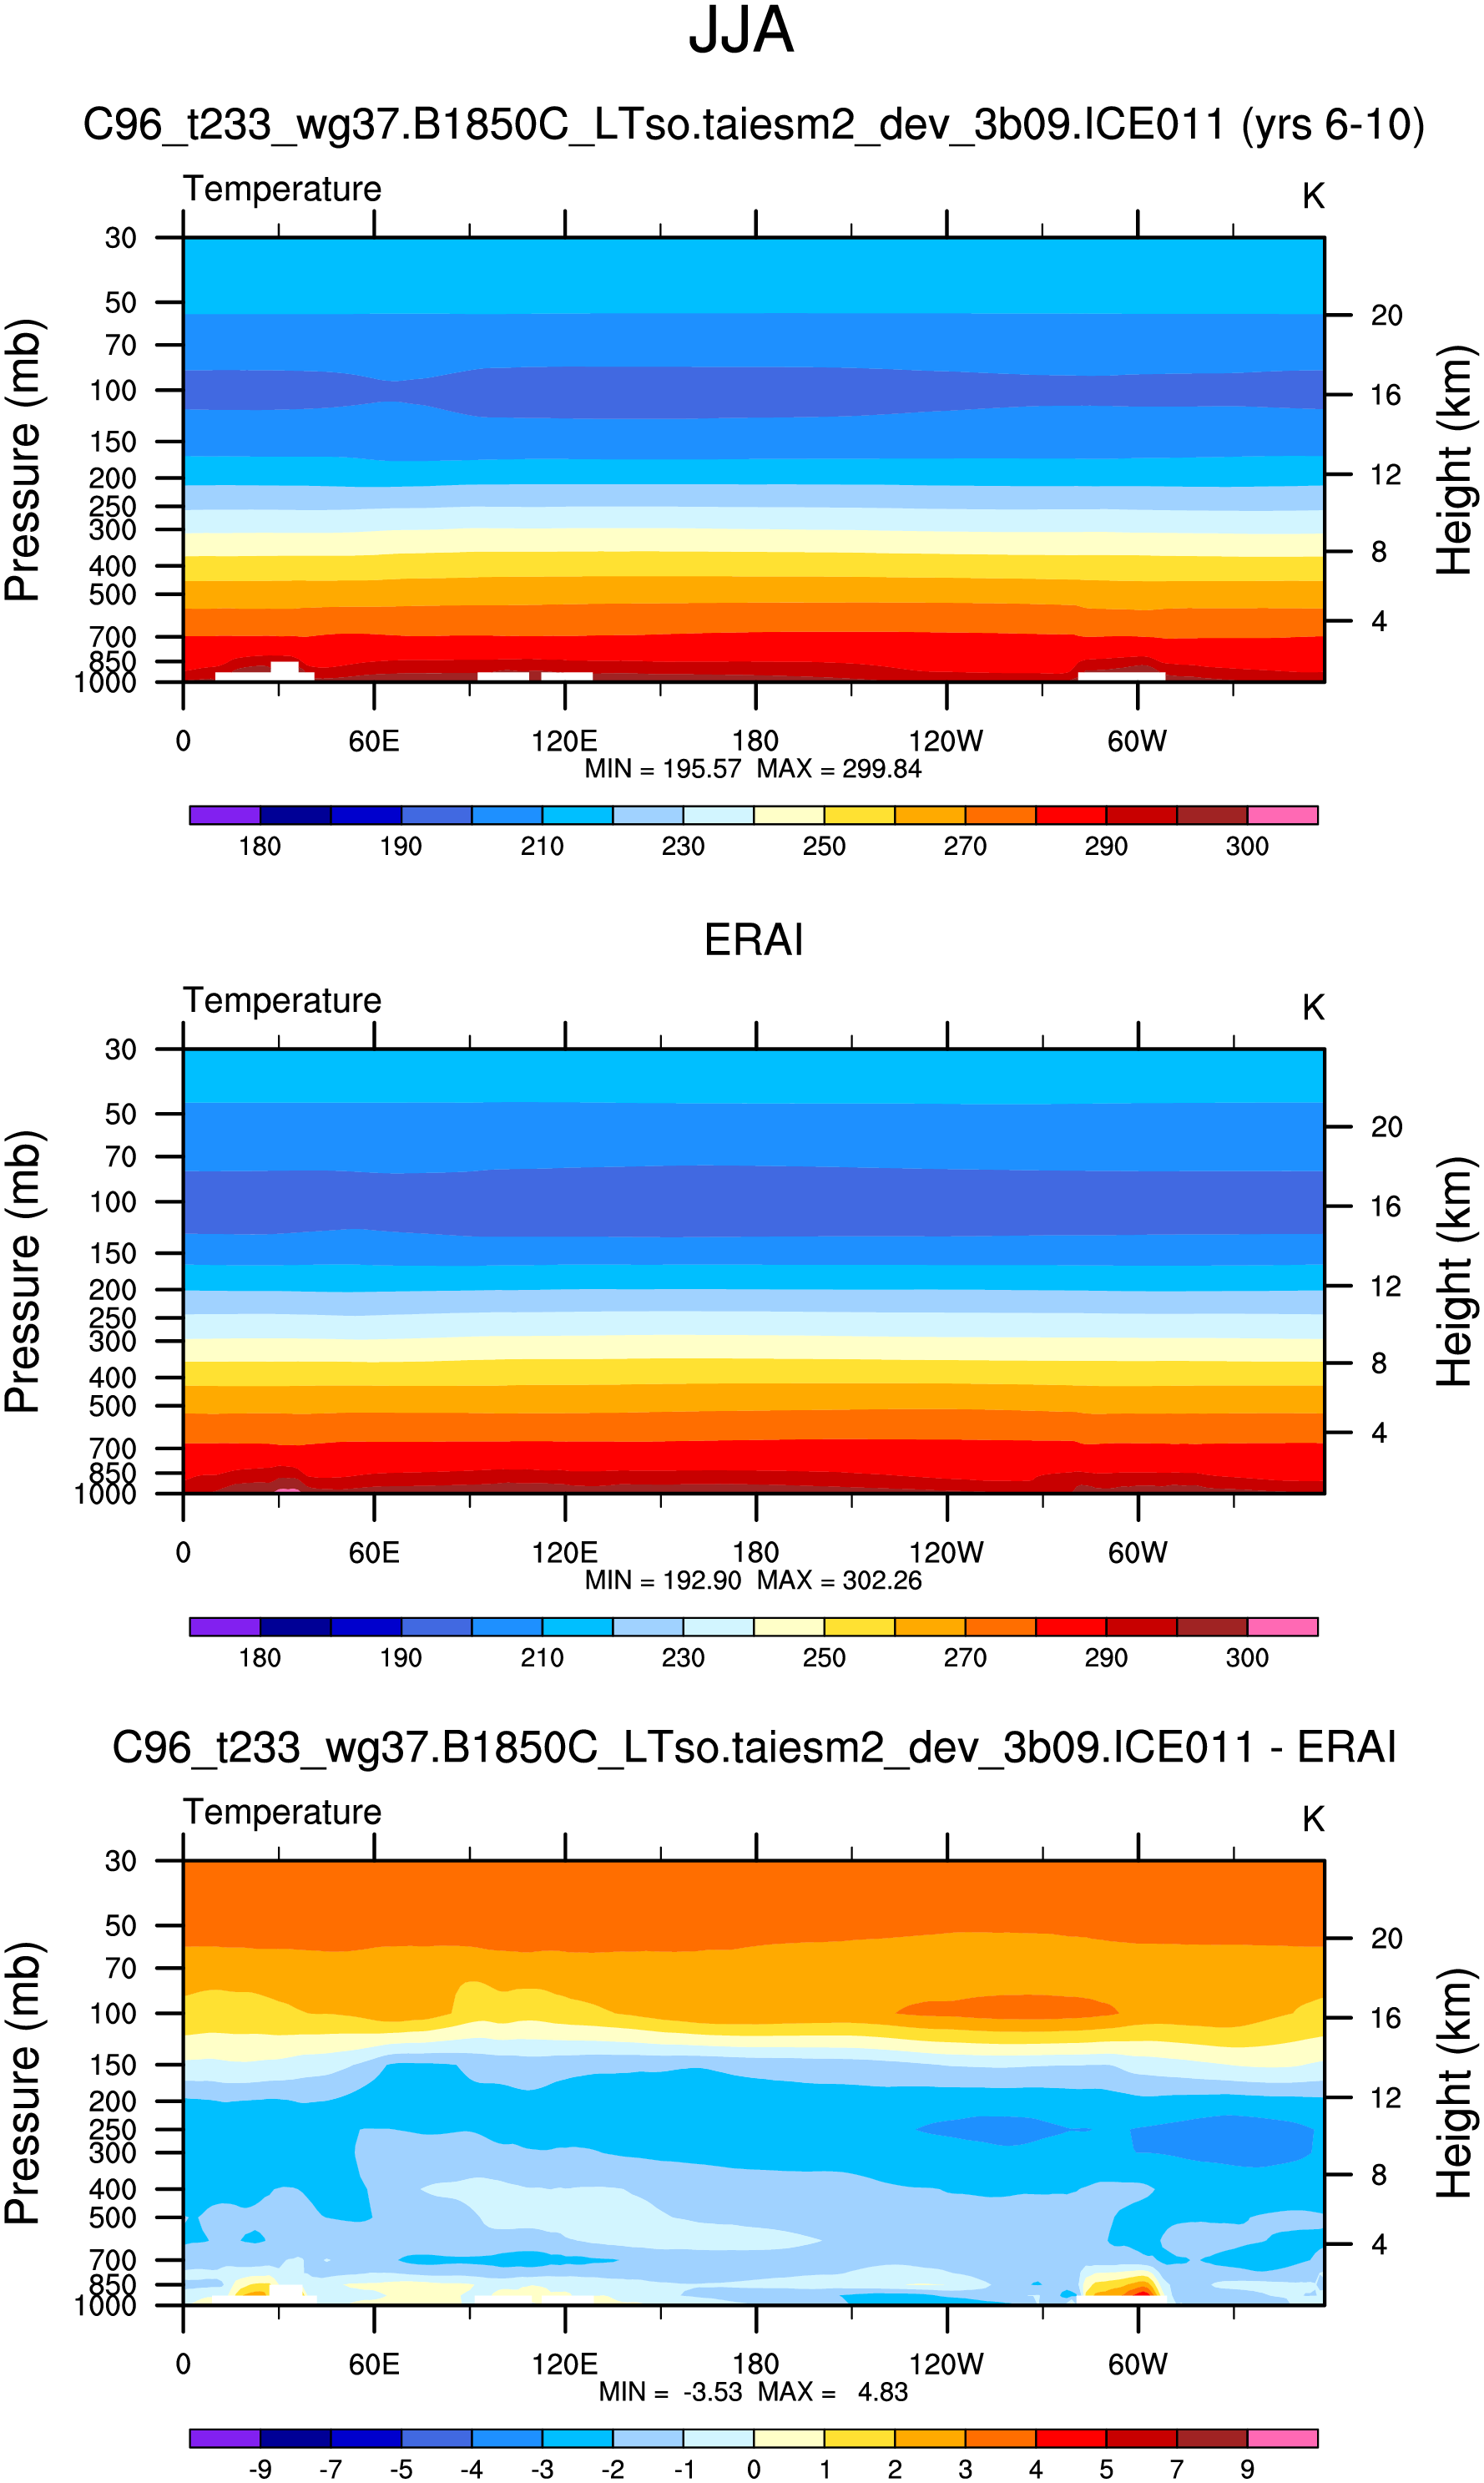 JJA
C96_t233_wg37.B1850C_LTso.taiesm2_dev_3b09.ICE011 (yrs 6-10)
Temperature K
30
50
70
100
150
200
250
300
400
500
700
850
1000
Pressure (mb)
20
16
12
8
4
Height (km)
0 60E 120E 180 120W 60W
MIN = 195.57 MAX = 299.84
180 190 210 230 250 270 290 300
ERAI
Temperature K
30
50
70
100
150
200
250
300
400
500
700
850
1000
Pressure (mb)
20
16
12
8
4
Height (km)
0 60E 120E 180 120W 60W
MIN = 192.90 MAX = 302.26
180 190 210 230 250 270 290 300
C96_t233_wg37.B1850C_LTso.taiesm2_dev_3b09.ICE011 - ERAI
Temperature K
30
50
70
100
150
200
250
300
400
500
700
850
1000
Pressure (mb)
20
16
12
8
4
Height (km)
0 60E 120E 180 120W 60W
MIN = -3.53 MAX = 4.83
-9 -7 -5 -4 -3 -2 -1 0 1 2 3 4 5 7 9